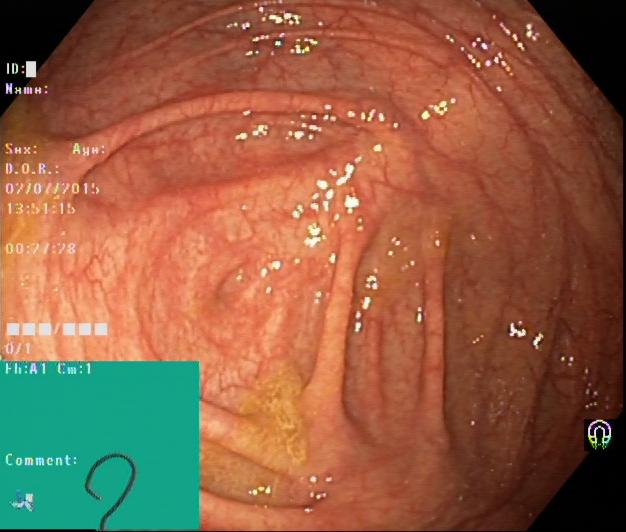 ID:
Name:
Sex: Age:
D.O.B.:
02/07/2015
13:51:15
00:27:28
0/1
Eh:A1 Cm:1
Comment: